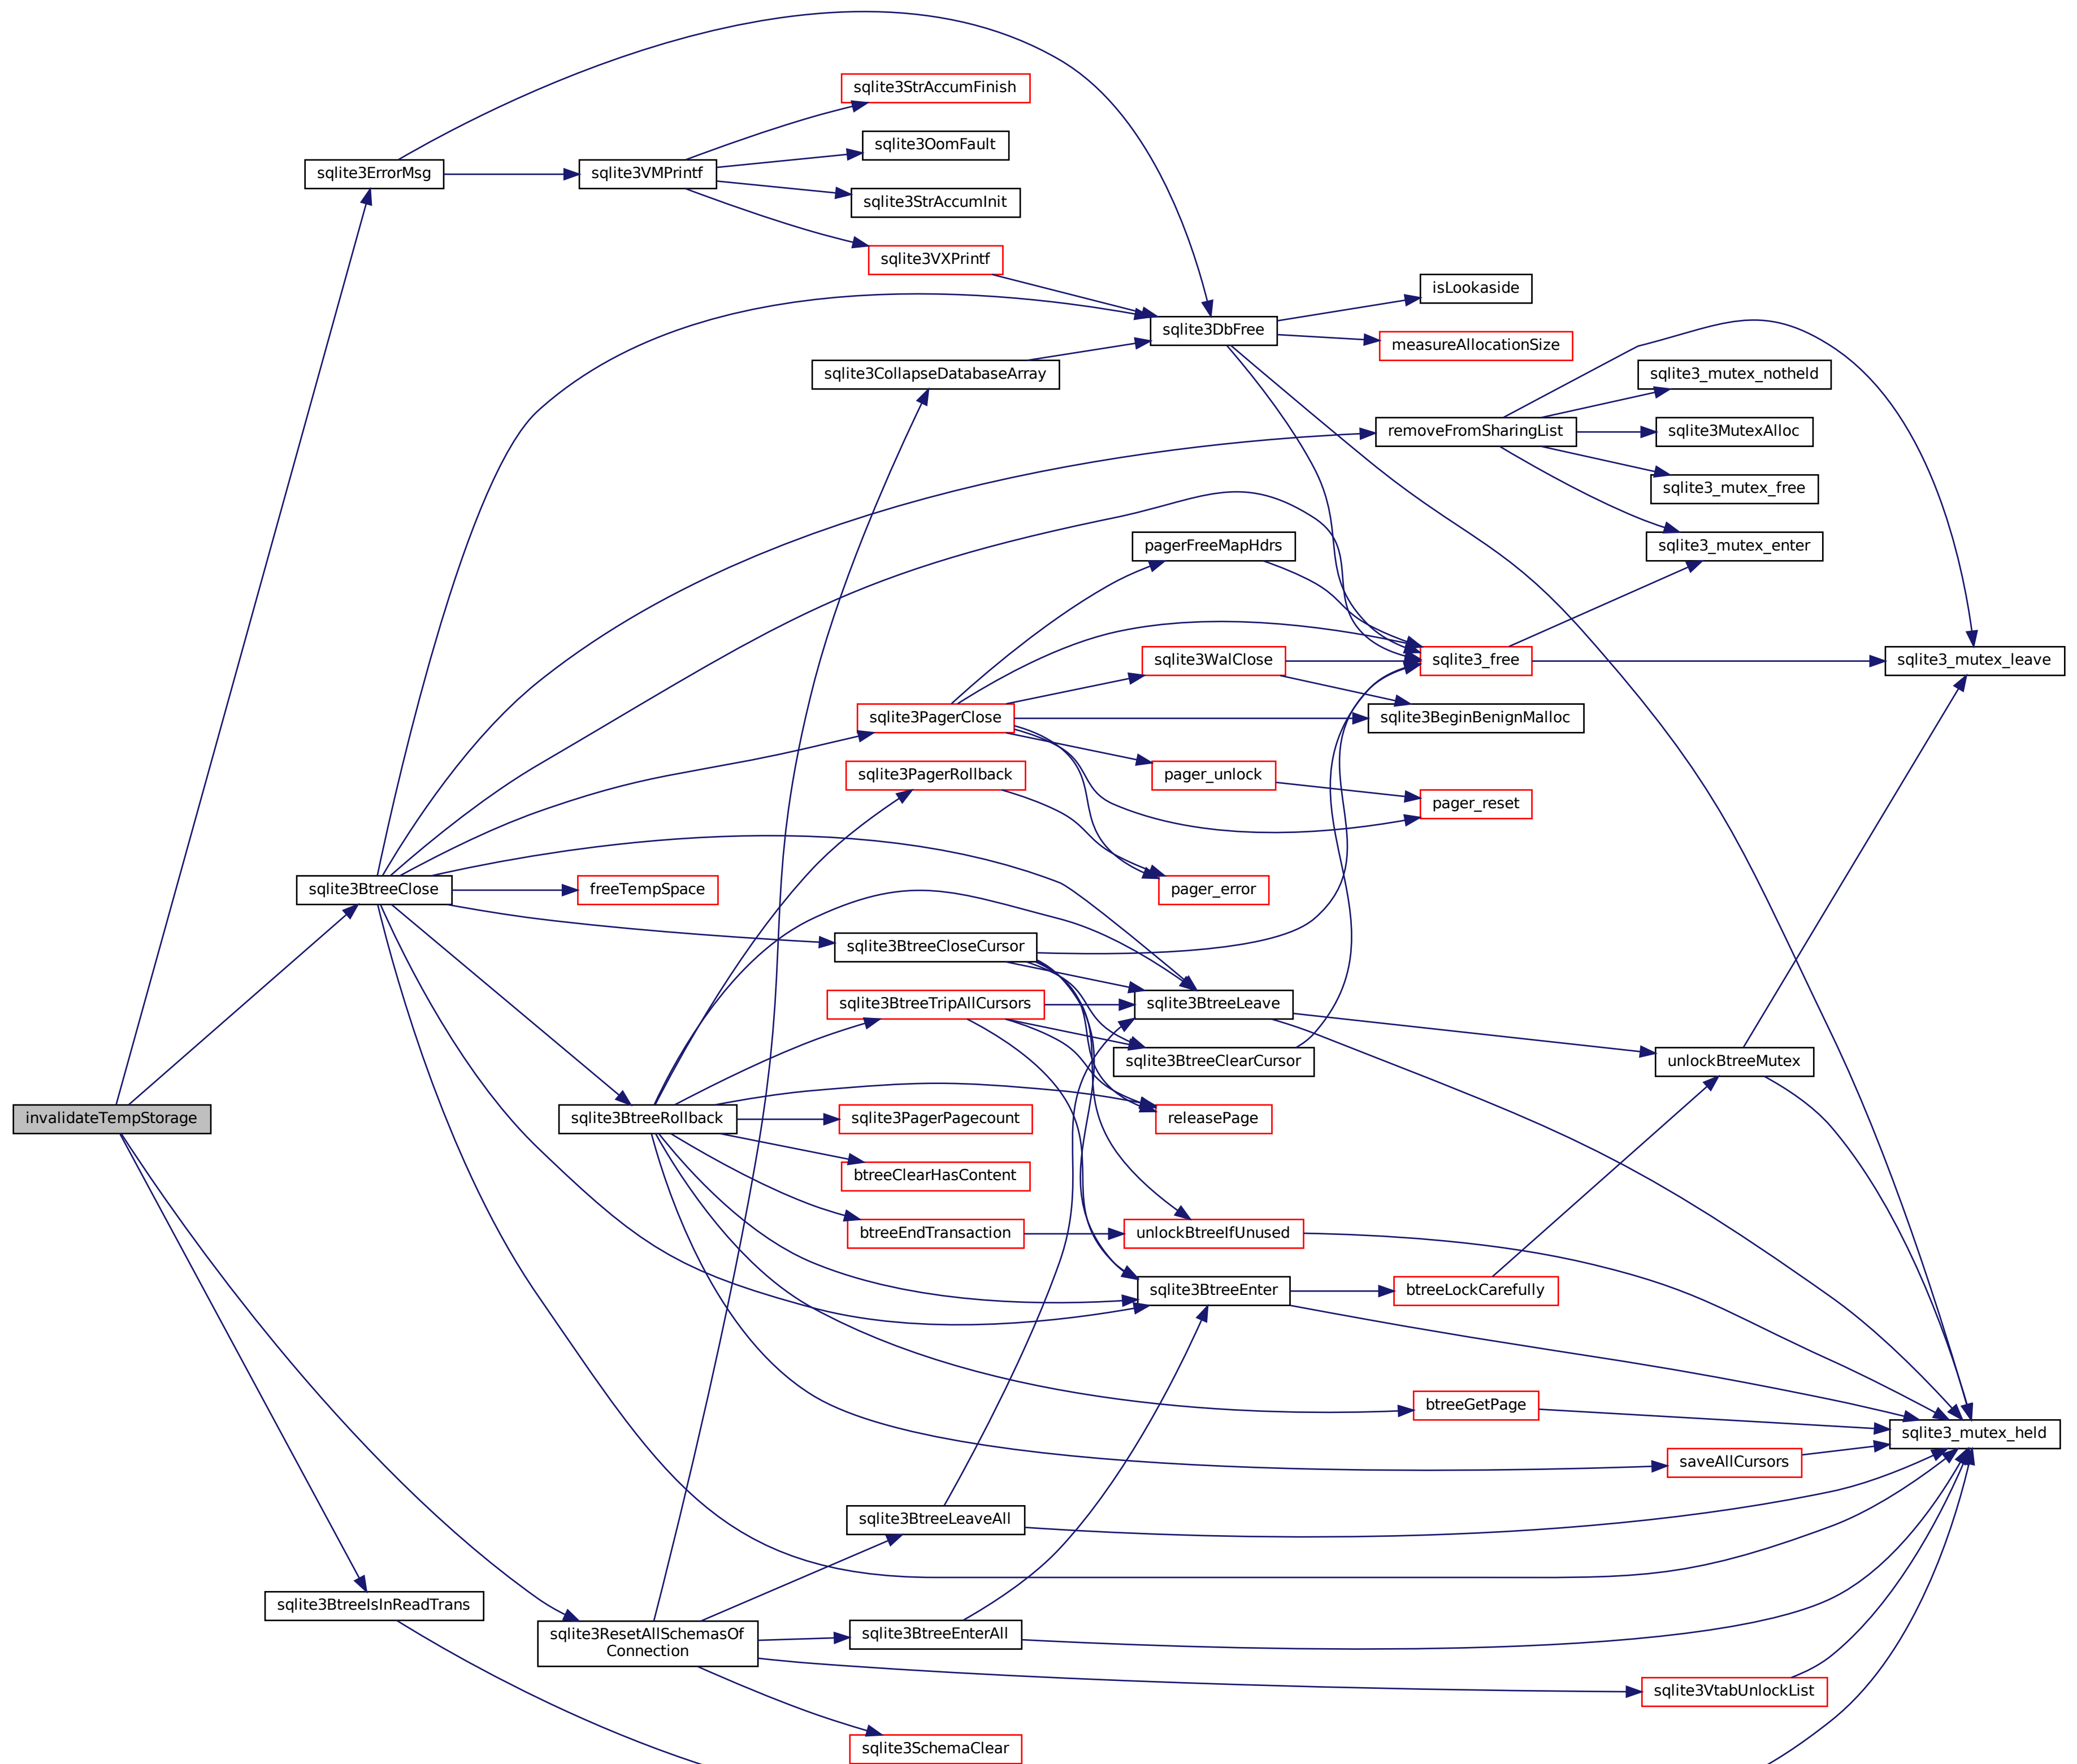 sqlite3StrAccumFinish
sqlite3OomFault
sqlite3ErrorMsg
sqlite3VMPrintf
sqlite3StrAccumInit
sqlite3VXPrintf
isLookaside
sqlite3DbFree
measureAllocationSize
sqlite3CollapseDatabaseArray
sqlite3_mutex_notheld
removeFromSharingList
sqlite3MutexAlloc
sqlite3_mutex_free
pagerFreeMapHdrs
sqlite3_mutex_enter
sqlite3WalClose
sqlite3_free
sqlite3_mutex_leave
sqlite3PagerClose
sqlite3BeginBenignMalloc
sqlite3PagerRollback
pager_unlock
pager_reset
sqlite3BtreeClose
freeTempSpace
pager_error
sqlite3BtreeCloseCursor
sqlite3BtreeTripAllCursors
sqlite3BtreeLeave
sqlite3BtreeClearCursor
unlockBtreeMutex
invalidateTempStorage
sqlite3BtreeRollback
sqlite3PagerPagecount
releasePage
btreeClearHasContent
btreeEndTransaction
unlockBtreeIfUnused
sqlite3BtreeEnter
btreeLockCarefully
btreeGetPage
sqlite3_mutex_held
saveAllCursors
sqlite3BtreeLeaveAll
sqlite3BtreeIsInReadTrans
sqlite3ResetAllSchemasOf
Connection
sqlite3BtreeEnterAll
sqlite3VtabUnlockList
sqlite3SchemaClear